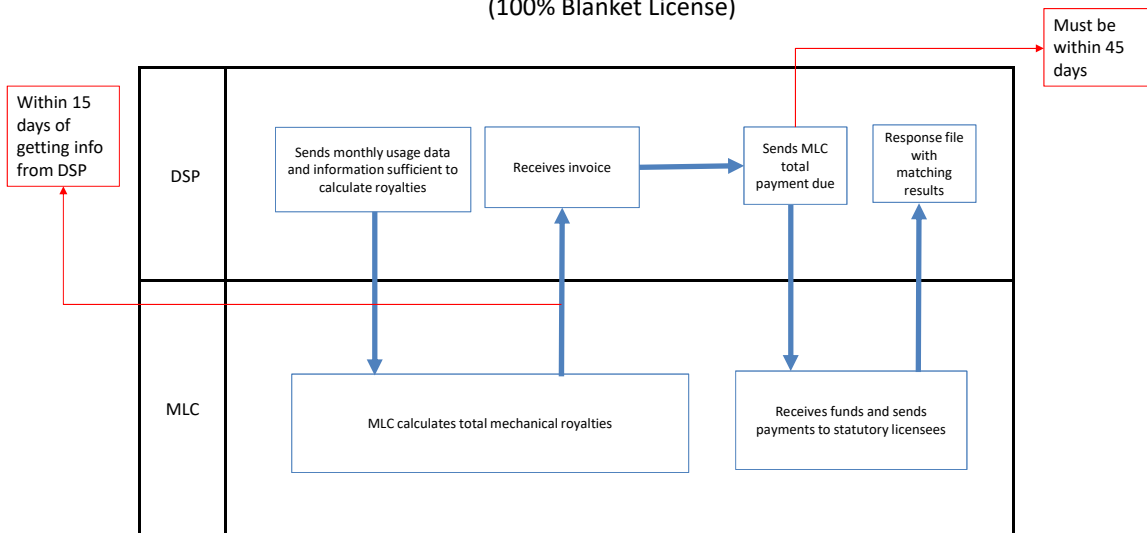 (100% Blanket License)
Must be
within 45
days
Within 15
days of
getting info
from DSP
DSP
Sends monthly usage data
and information sufficient to
calculate royalties
Receives invoice
Sends MLC
total
payment due
Response file
with
matching
results
MLC
MLC calculates total mechanical royalties
Receives funds and sends
payments to statutory licensees